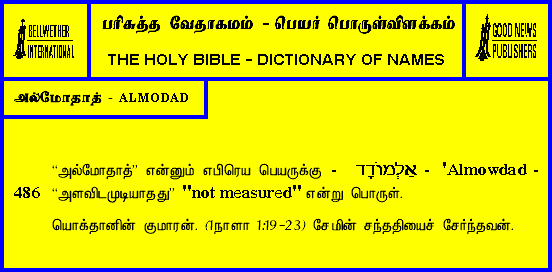 BELLWETHER
INTERNATIONAL
பரிசுத்த வேதாகமம் - பெயர் பொருள்விளக்கம்
THE HOLY BIBLE - DICTIONARY OF NAMES
GOOD NEWS
PUBLISHERS
அல்மோதாத் - ALMODAD
“அல்மோதாத்” என்னும் எபிரெய பெயருக்கு - אַלְמוֹדָד - 'Almowdad -
486 “அளவிடமுடியாதது” "not measured" என்று பொருள்.
யொக்தானின் குமாரன். (1நாளா 1:19-23) சேமின் சந்ததியைச் சேர்ந்தவன்.